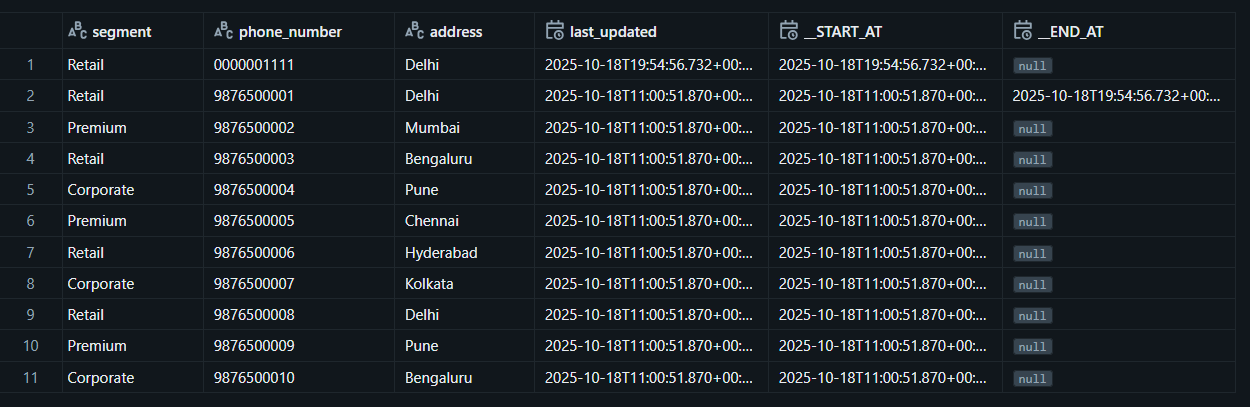 segment phone_number address last_updated __START_AT __END_AT
1 Retail 0000001111 Delhi 2025-10-18T19:54:56.732+00:... 2025-10-18T19:54:56.732+00:... null
2 Retail 9876500001 Delhi 2025-10-18T11:00:51.870+00:... 2025-10-18T11:00:51.870+00:... 2025-10-18T19:54:56.732+00:...
3 Premium 9876500002 Mumbai 2025-10-18T11:00:51.870+00:... 2025-10-18T11:00:51.870+00:... null
4 Retail 9876500003 Bengaluru 2025-10-18T11:00:51.870+00:... 2025-10-18T11:00:51.870+00:... null
5 Corporate 9876500004 Pune 2025-10-18T11:00:51.870+00:... 2025-10-18T11:00:51.870+00:... null
6 Premium 9876500005 Chennai 2025-10-18T11:00:51.870+00:... 2025-10-18T11:00:51.870+00:... null
7 Retail 9876500006 Hyderabad 2025-10-18T11:00:51.870+00:... 2025-10-18T11:00:51.870+00:... null
8 Corporate 9876500007 Kolkata 2025-10-18T11:00:51.870+00:... 2025-10-18T11:00:51.870+00:... null
9 Retail 9876500008 Delhi 2025-10-18T11:00:51.870+00:... 2025-10-18T11:00:51.870+00:... null
10 Premium 9876500009 Pune 2025-10-18T11:00:51.870+00:... 2025-10-18T11:00:51.870+00:... null
11 Corporate 9876500010 Bengaluru 2025-10-18T11:00:51.870+00:... 2025-10-18T11:00:51.870+00:... null